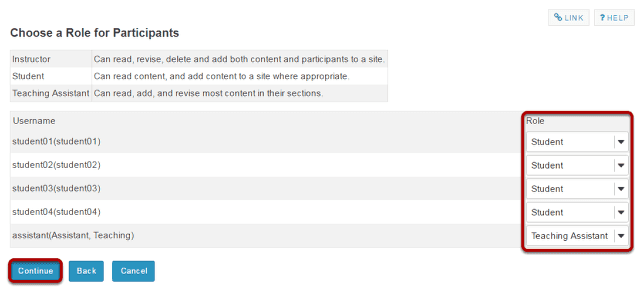 LINK ? HELP
Choose a Role for Participants
Instructor Can read, revise, delete and add both content and participants to a site.
Student Can read content, and add content to a site where appropriate.
Teaching Assistant Can read, add, and revise most content in their sections.
Username Role
student01(student01) Student
student02(student02) Student
student03(student03) Student
student04(student04) Student
assistant(Assistant, Teaching) Teaching Assistant
Continue Back Cancel